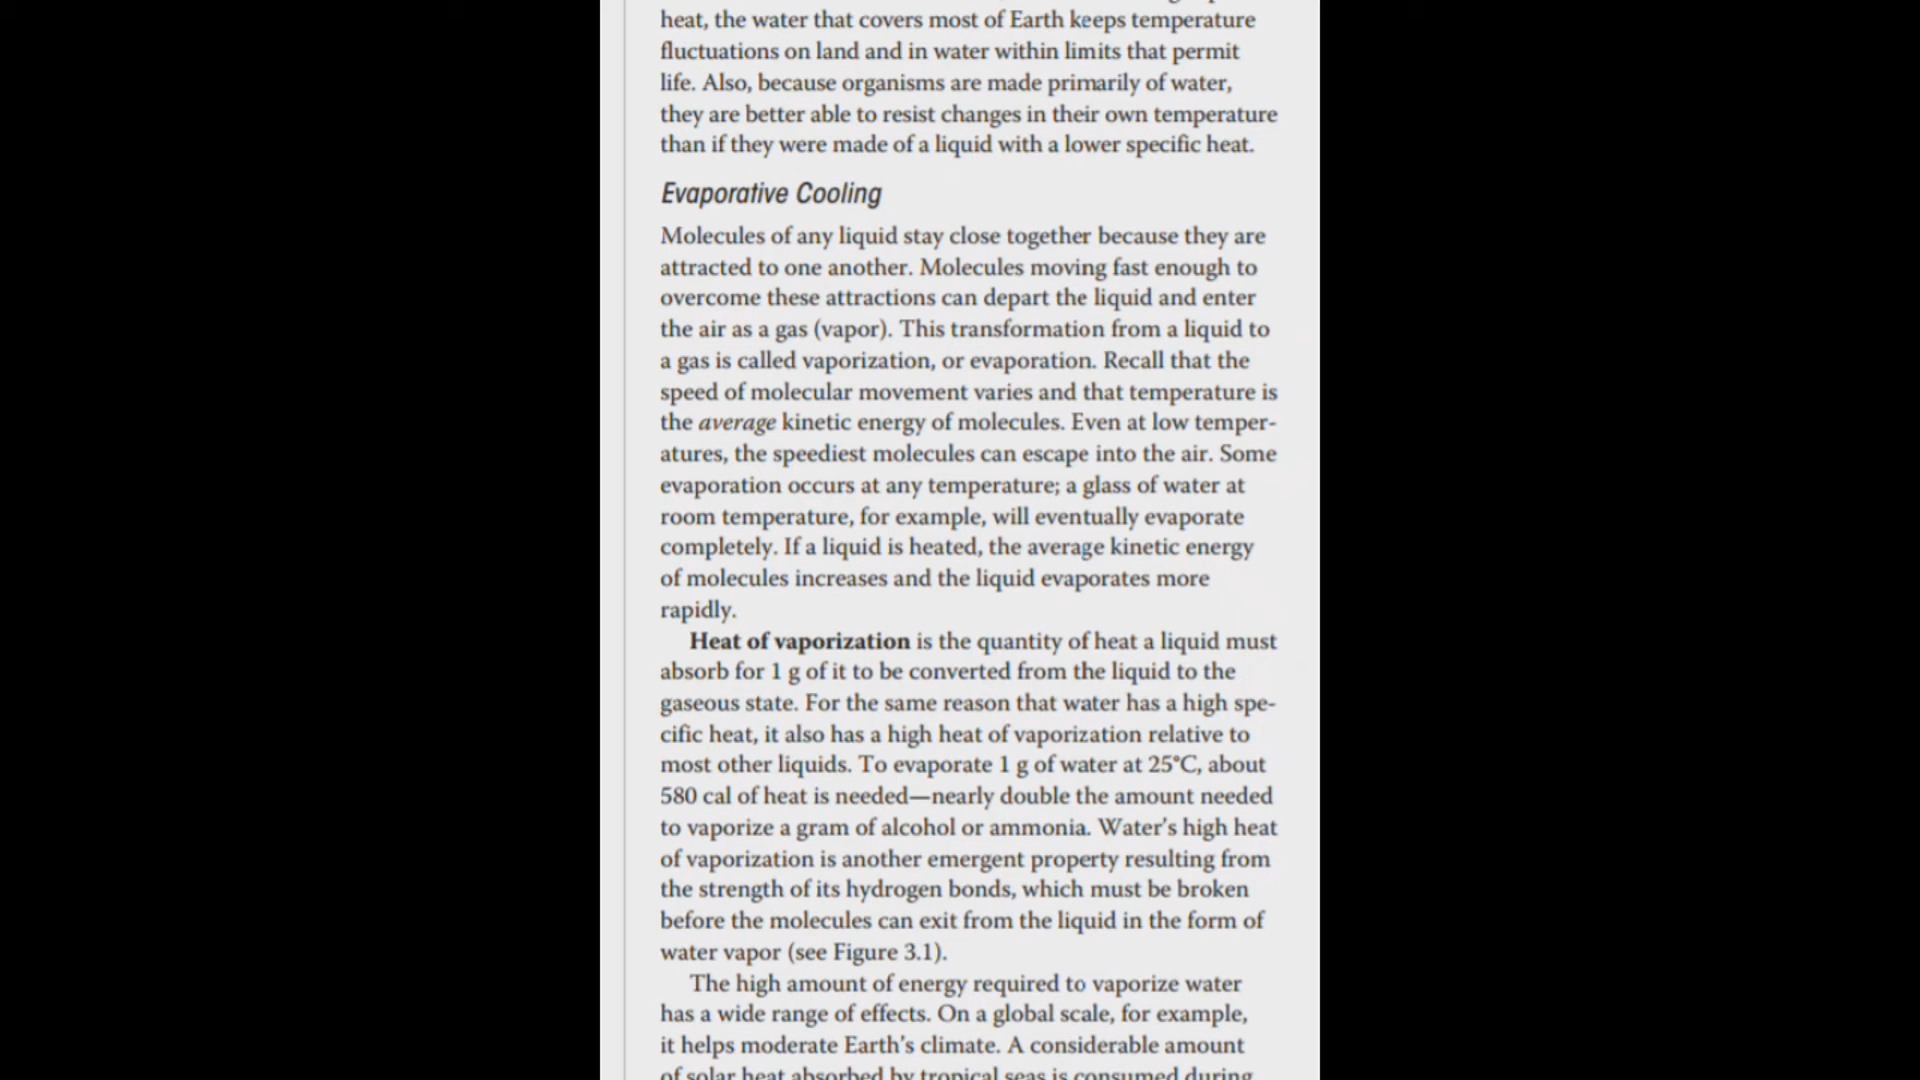 heat, the water that covers most of Earth keeps temperature
fluctuations on land and in water within limits that permit
life. Also, because organisms are made primarily of water,
they are better able to resist changes in their own temperature
than if they were made of a liquid with a lower specific heat.
Evaporative Cooling
Molecules of any liquid stay close together because they are
attracted to one another. Molecules moving fast enough to
overcome these attractions can depart the liquid and enter
the air as a gas (vapor). This transformation from a liquid to
a gas is called vaporization, or evaporation. Recall that the
speed of molecular movement varies and that temperature is
the average kinetic energy of molecules. Even at low temper-
atures, the speediest molecules can escape into the air. Some
evaporation occurs at any temperature; a glass of water at
room temperature, for example, will eventually evaporate
completely. If a liquid is heated, the average kinetic energy
of molecules increases and the liquid evaporates more
rapidly.
Heat of vaporization is the quantity of heat a liquid must
absorb for 1 g of it to be converted from the liquid to the
gaseous state. For the same reason that water has a high spe-
cific heat, it also has a high heat of vaporization relative to
most other liquids. To evaporate 1 g of water at 25°C, about
580 cal of heat is needed—nearly double the amount needed
to vaporize a gram of alcohol or ammonia. Water's high heat
of vaporization is another emergent property resulting from
the strength of its hydrogen bonds, which must be broken
before the molecules can exit from the liquid in the form of
water vapor (see Figure 3.1).
The high amount of energy required to vaporize water
has a wide range of effects. On a global scale, for example,
it helps moderate Earth's climate. A considerable amount
of solar heat absorbed by tropical seas is consumed during